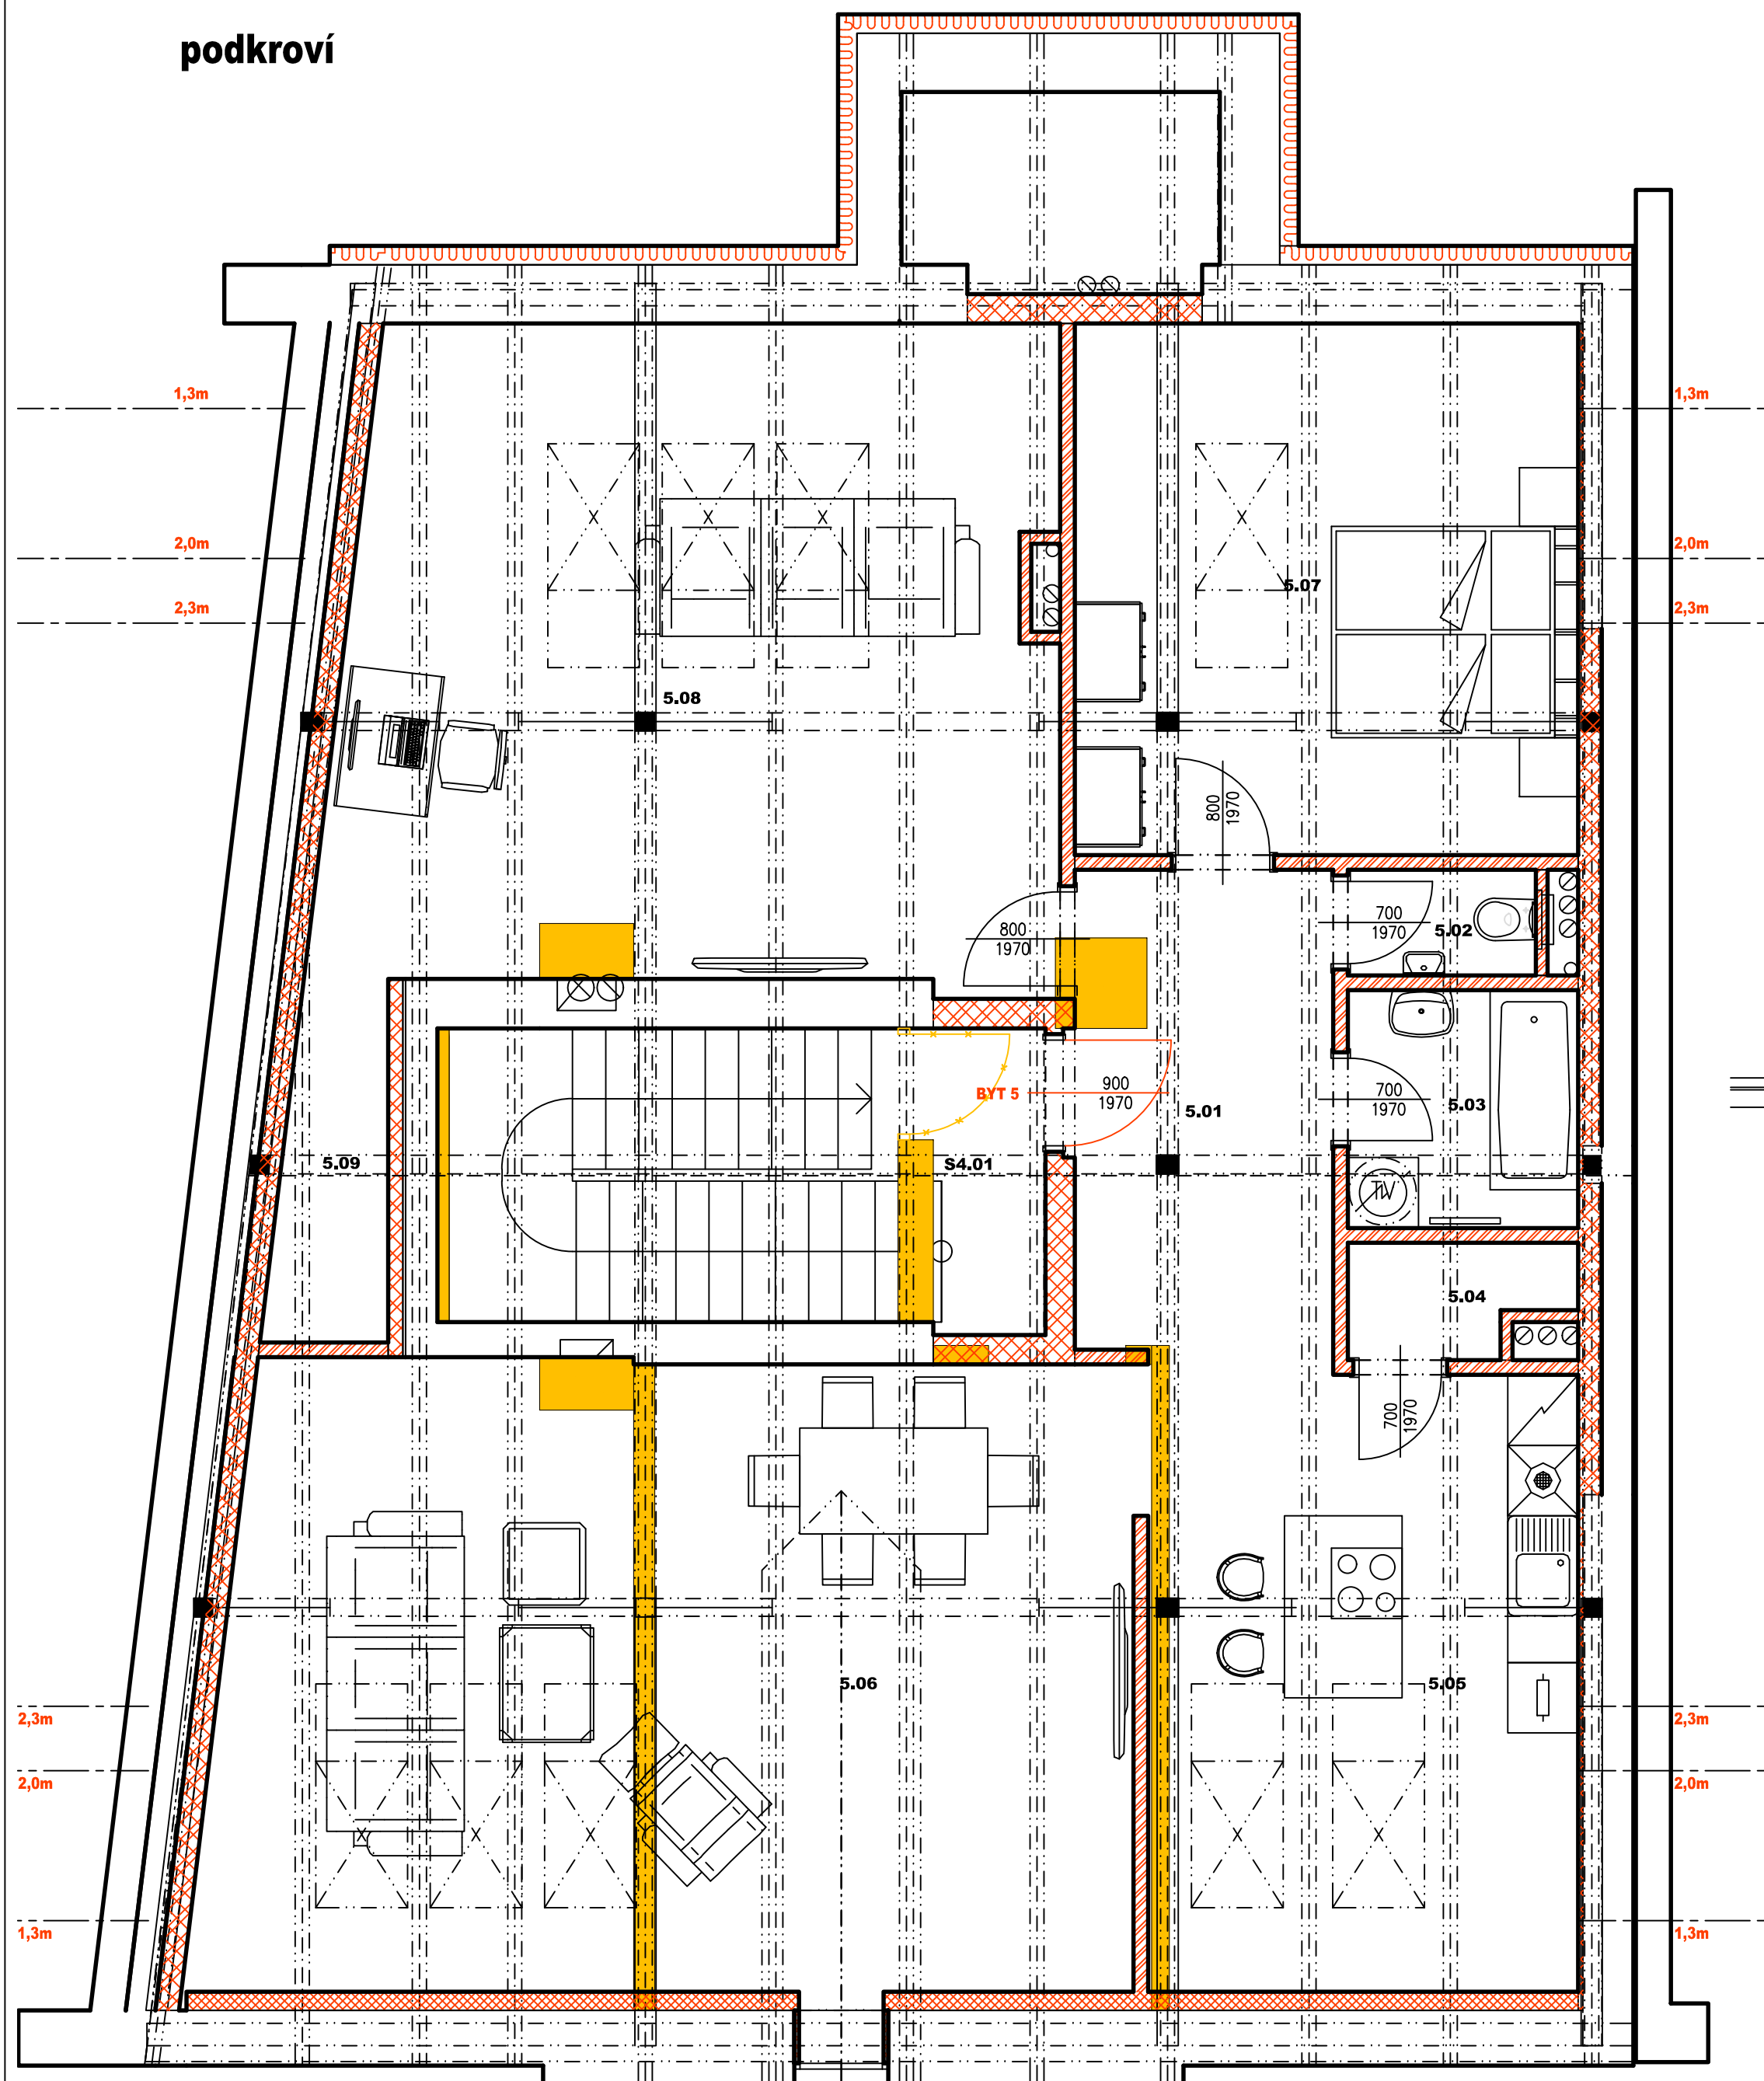 podkroví
1,3m
1,3m
2,0m
2,0m
5.07
2,3m
2,3m
5.08
800
1970
700
1970
5.02
800
1970
900
1970
BYT 5
700
1970
5.03
5.01
5.09
S4.01
TV
5.04
700
1970
5.06
5.05
2,3m
2,3m
2,0m
2,0m
1,3m
1,3m